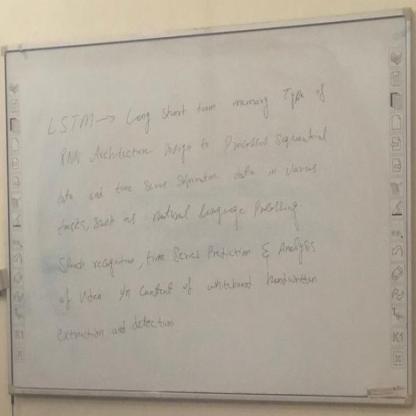 LSTM → Long short term memory Type of
RNN Architecture design to Processed Sequential
data and time series separation data in various
tasks, such as natural language Processing.
Speech recognition, time Series Prediction & Analysis
of Video In Context of whiteboard handwritten
extraction and detection